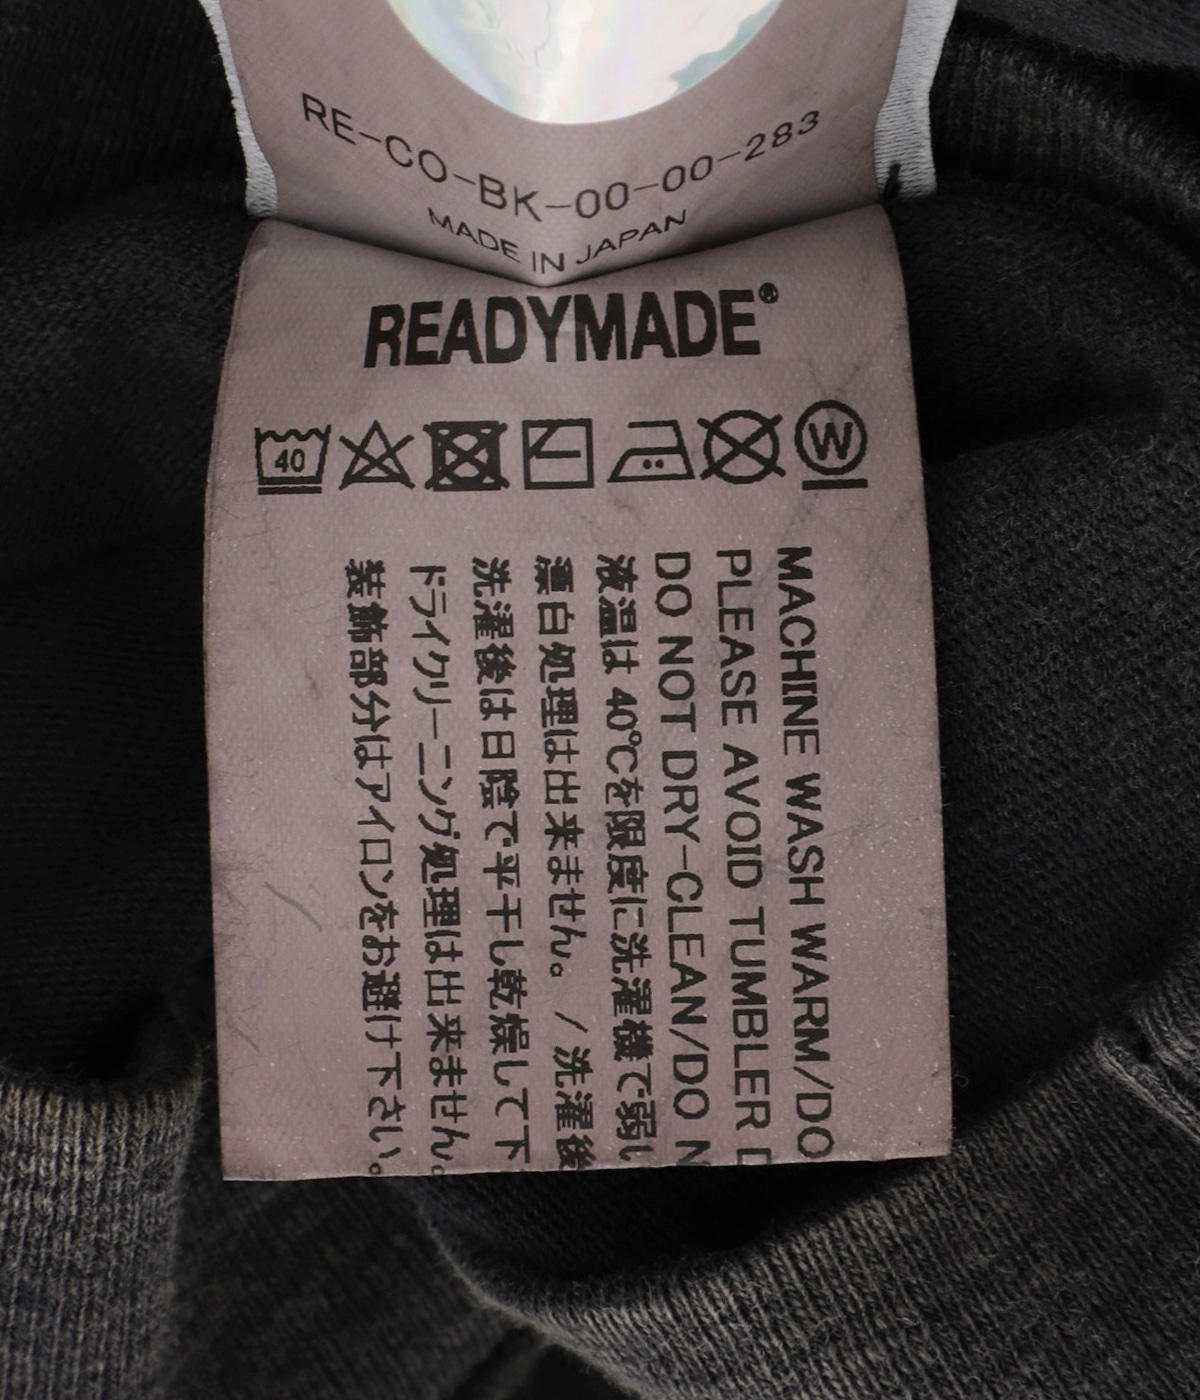 RE-CO-BK-00-00-283
MADE IN JAPAN
READYMADE®
40
W
MACHINE WASH WARM/DO
PLEASE AVOID TUMBLER
DO NOT DRY-CLEAN/DO N
液温は 40℃を限度に洗濯機で弱い
漂白処理は出来ません。 / 洗濯後
洗濯後は日陰で平干し乾燥して下
ドライクリーニング処理は出来ません。
装飾部分はアイロンをお避け下さい。